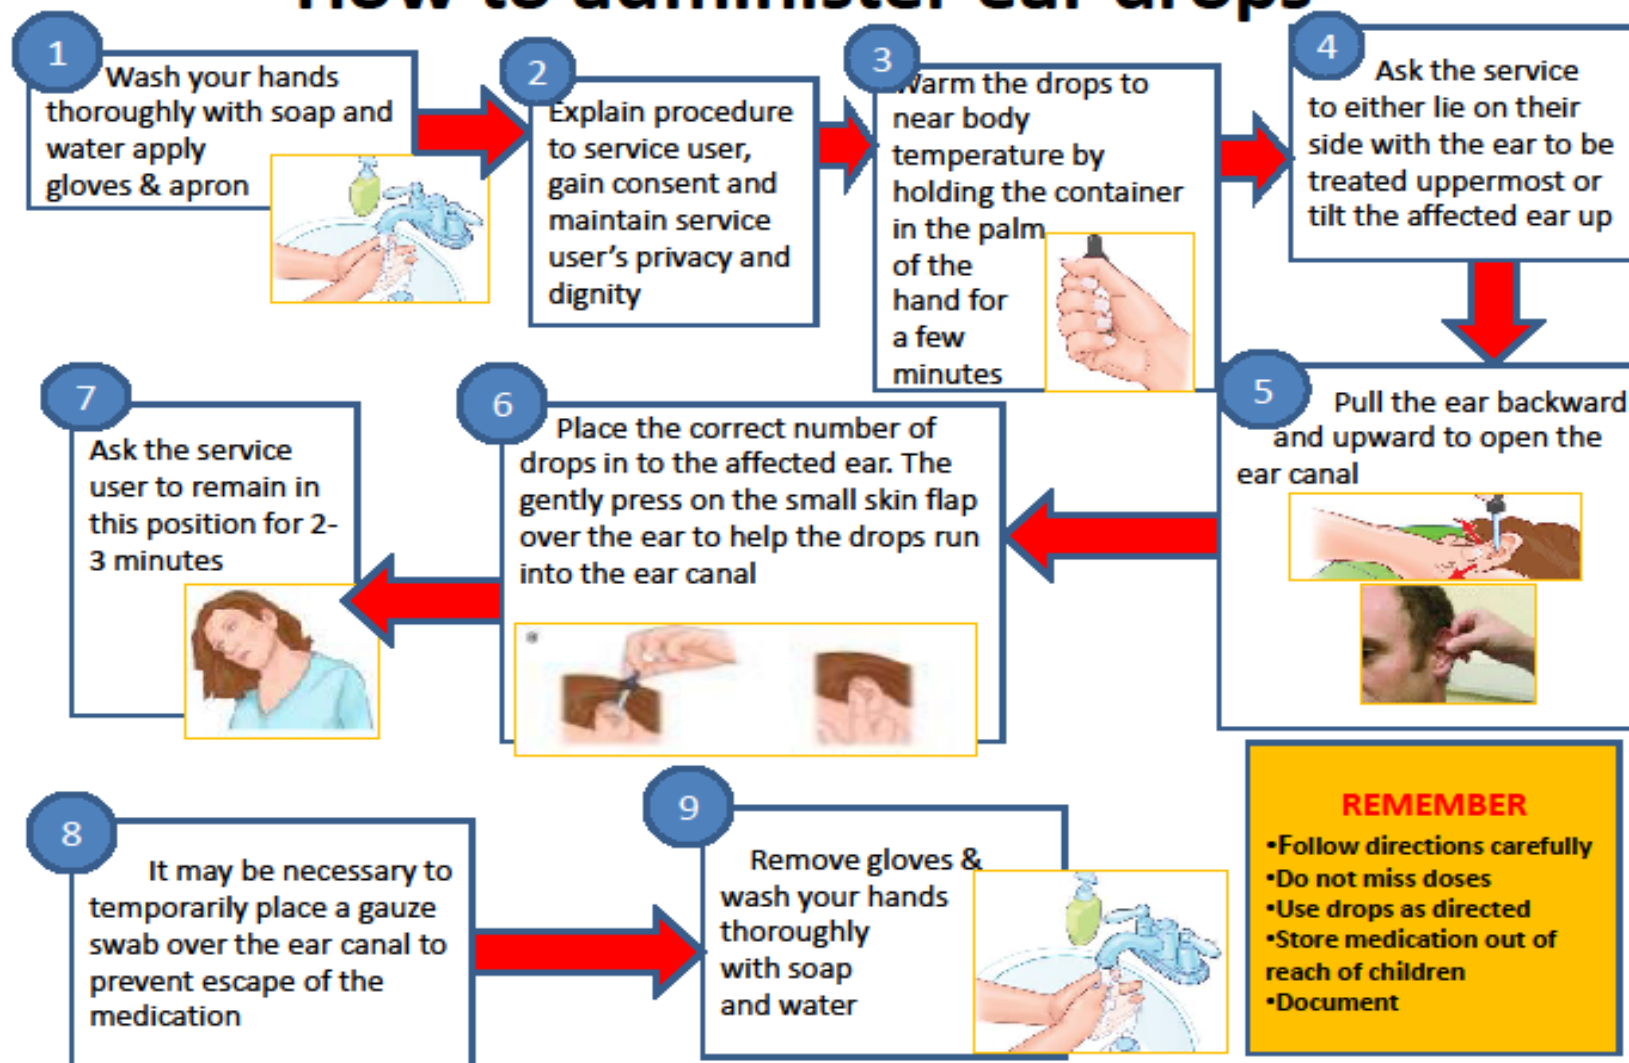 How to administer ear drops
1
Wash your hands
thoroughly with soap and
water apply
gloves & apron
2
Explain procedure
to service user,
gain consent and
maintain service
user's privacy and
dignity
3
Warm the drops to
near body
temperature by
holding the container
in the palm
of the
hand for
a few
minutes
4
Ask the service
to either lie on their
side with the ear to be
treated uppermost or
tilt the affected ear up
5
Pull the ear backward
and upward to open the
ear canal
6
Place the correct number of
drops in to the affected ear. The
gently press on the small skin flap
over the ear to help the drops run
into the ear canal
7
Ask the service
user to remain in
this position for 2-
3 minutes
8
It may be necessary to
temporarily place a gauze
swab over the ear canal to
prevent escape of the
medication
9
Remove gloves &
wash your hands
thoroughly
with soap
and water
REMEMBER
•Follow directions carefully
•Do not miss doses
•Use drops as directed
•Store medication out of
reach of children
•Document